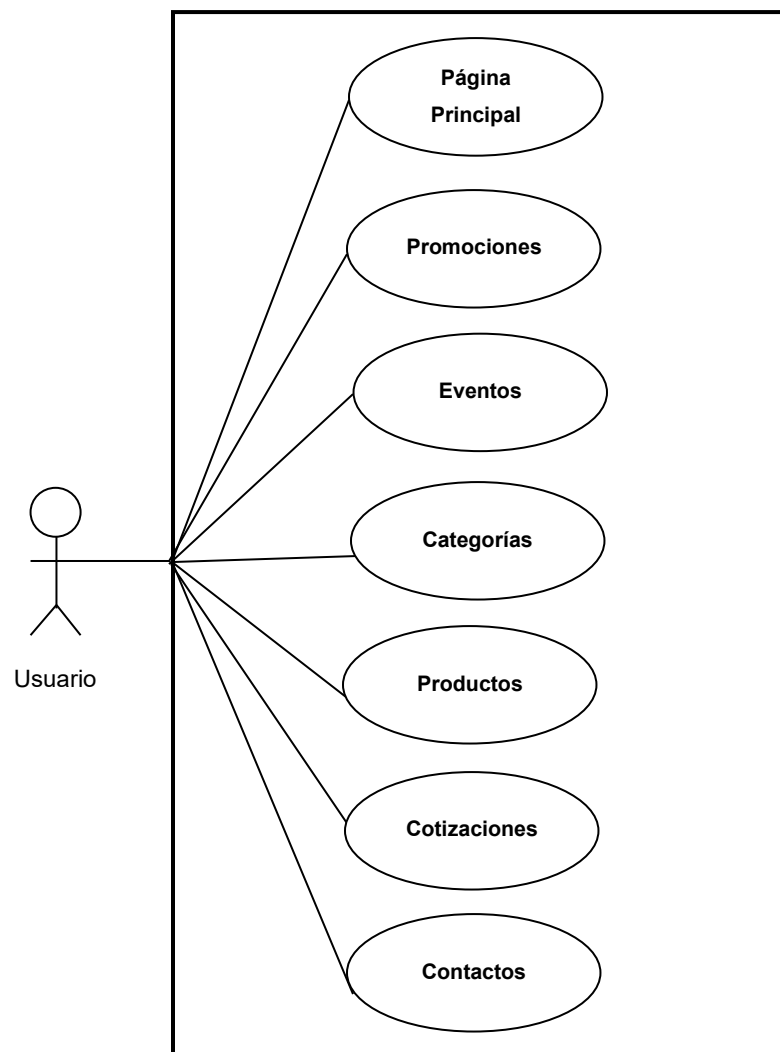 Página
Principal
Promociones
Eventos
Categorías
Usuario
Productos
Cotizaciones
Contactos